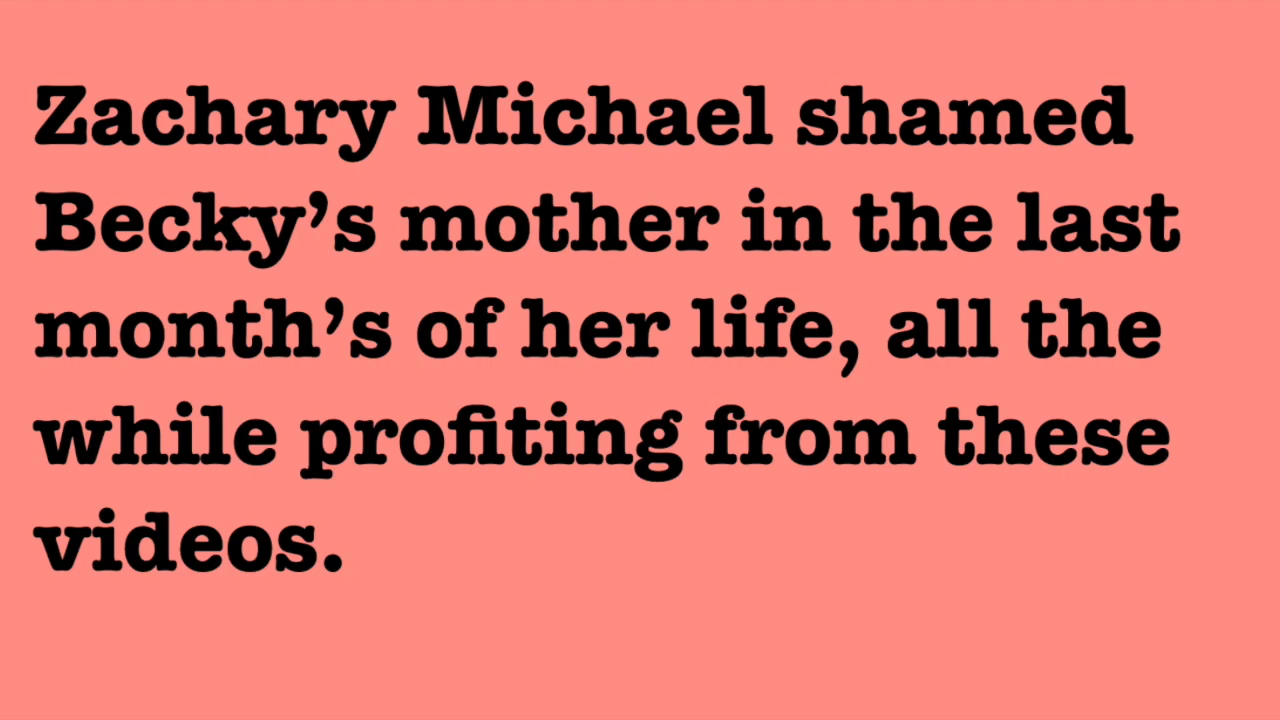 Zachary Michael shamed
Becky’s mother in the last
month’s of her life, all the
while profiting from these
videos.